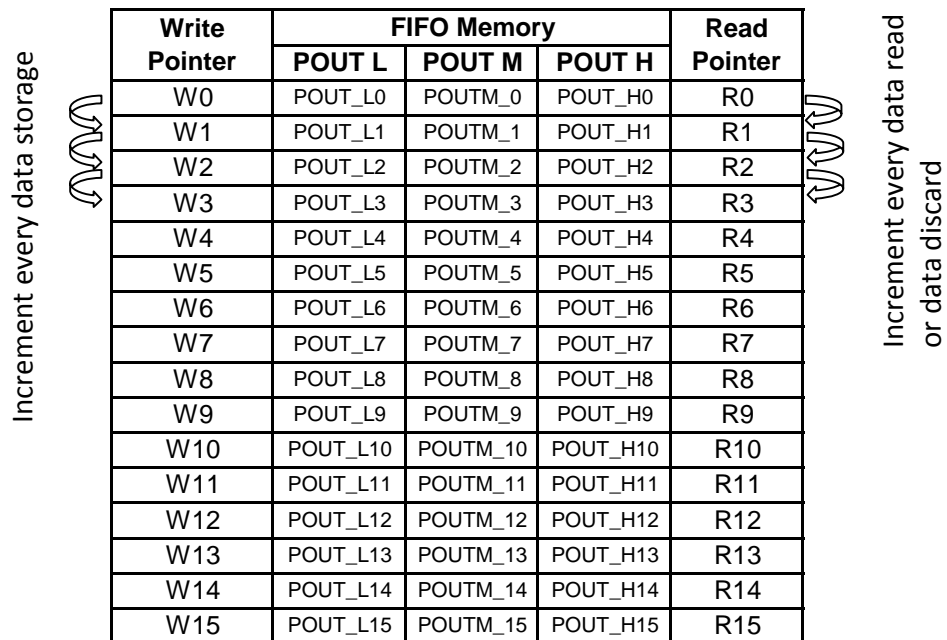 Increment every data storage
Write Pointer FIFO Memory Read Pointer
POUT L POUT M POUT H
W0 POUT_L0 POUTM_0 POUT_H0 R0
W1 POUT_L1 POUTM_1 POUT_H1 R1
W2 POUT_L2 POUTM_2 POUT_H2 R2
W3 POUT_L3 POUTM_3 POUT_H3 R3
W4 POUT_L4 POUTM_4 POUT_H4 R4
W5 POUT_L5 POUTM_5 POUT_H5 R5
W6 POUT_L6 POUTM_6 POUT_H6 R6
W7 POUT_L7 POUTM_7 POUT_H7 R7
W8 POUT_L8 POUTM_8 POUT_H8 R8
W9 POUT_L9 POUTM_9 POUT_H9 R9
W10 POUT_L10 POUTM_10 POUT_H10 R10
W11 POUT_L11 POUTM_11 POUT_H11 R11
W12 POUT_L12 POUTM_12 POUT_H12 R12
W13 POUT_L13 POUTM_13 POUT_H13 R13
W14 POUT_L14 POUTM_14 POUT_H14 R14
W15 POUT_L15 POUTM_15 POUT_H15 R15
Increment every data read
or data discard